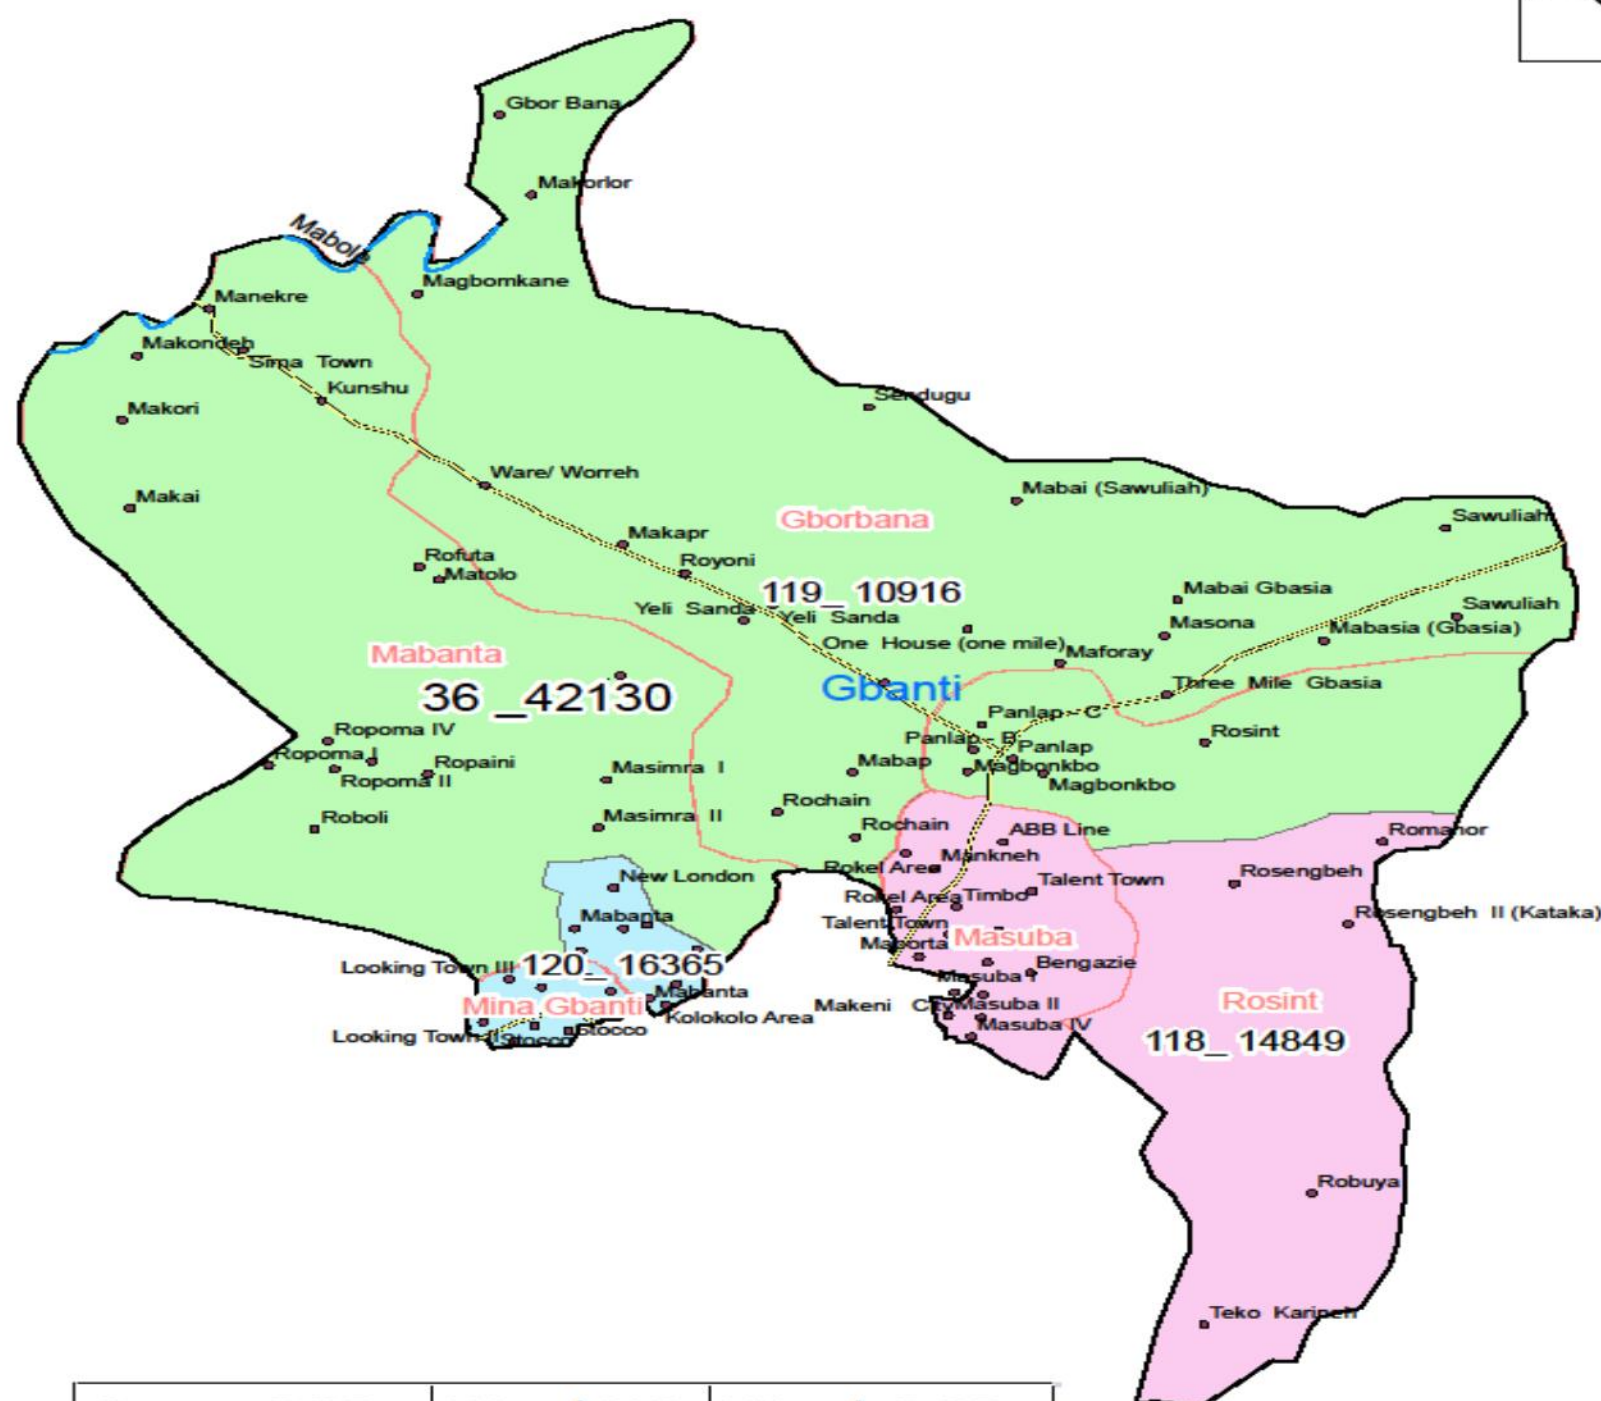 Gbor Bana
Makorlor
Mabole
Magbomkane
Manekre
Makondeh
Sima Town
Kunshu
Sendugu
Makori
Ware/ Worreh
Mabai (Sawuliah)
Makai
Gborbana
Sawuliah
Makapr
Rofuta
Royoni
Matolo
119_ 10916
Mabai Gbasia
Yeli Sanda
Yeli Sanda
Sawuliah
Masona
Mabasia (Gbasia)
One House (one mile)
Maforay
Mabanta
36 _42130
Gbanti
Three Mile Gbasia
Panlap - C
Ropoma IV
Panlap - B
Panlap
Rosint
Ropoma I
Ropaini
Masimra I
Mabap
Magbonkbo
Ropoma II
Magbonkbo
Rochain
Roboli
Masimra II
Rochain
ABB Line
Romanor
Mankneh
Rokel Area
New London
Talent Town
Rosengbeh
Rokel Area
Timbo
Mabanta
Talent Town
Rosengbeh II (Kataka)
Masuba
Maborta
Looking Town III
120_ 16365
Bengazie
Masuba I
Mabanta
Mina Gbanti
Makeni City
Masuba II
Rosint
Kolokolo Area
Masuba IV
Looking Town II
Stocco
Stocco
118_ 14849
Robuya
Teko Karineh